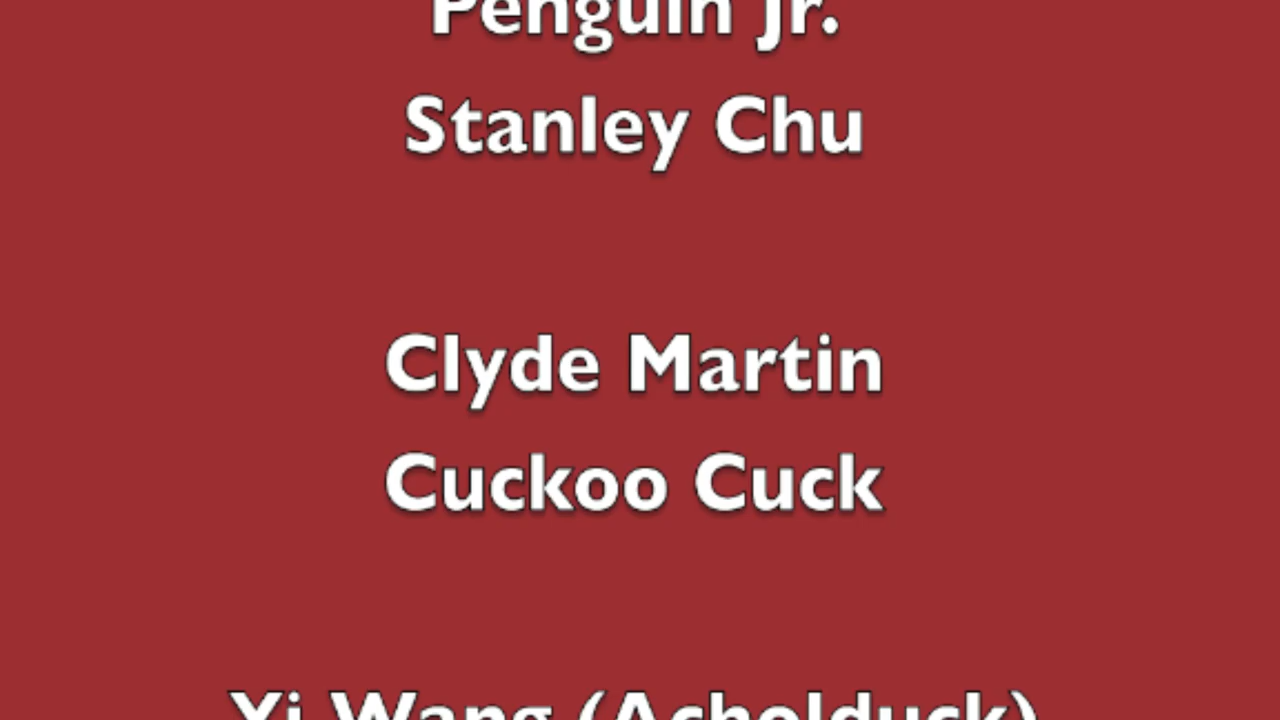 Penguin Jr.
Stanley Chu
Clyde Martin
Cuckoo Cuck
Yi Wang (Acholduck)